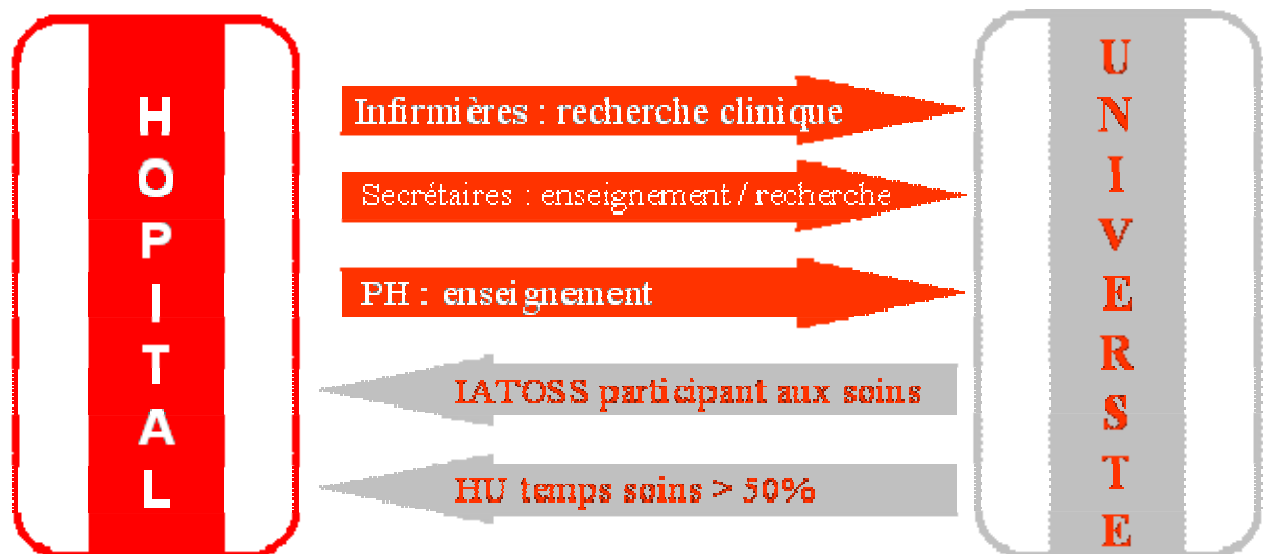 HOPITAL
Infirmières : recherche clinique
Secrétaires : enseignement / recherche
PH : enseignement
IATOSS participant aux soins
HU temps soins > 50%
UNIVERSTE